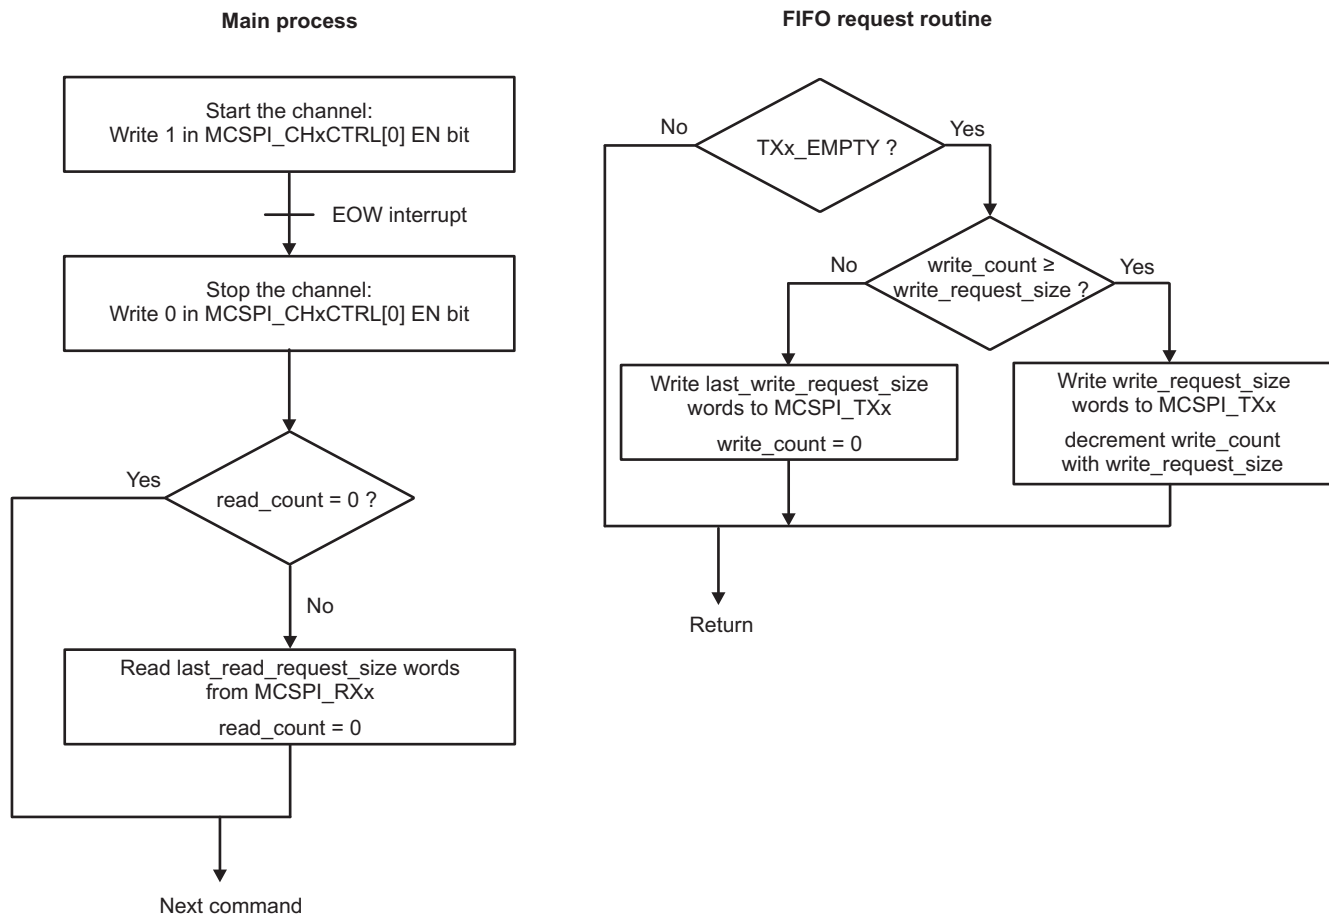 Main process
Start the channel:
Write 1 in MCSPI_CHxCTRL[0] EN bit
EOW interrupt
Stop the channel:
Write 0 in MCSPI_CHxCTRL[0] EN bit
Yes
read_count = 0 ?
No
Read last_read_request_size words
from MCSPI_RXx
read_count = 0
Next command
FIFO request routine
No
TXx_EMPTY ?
Yes
No
write_count ≥
write_request_size ?
Yes
Write last_write_request_size
words to MCSPI_TXx
write_count = 0
Write write_request_size
words to MCSPI_TXx
decrement write_count
with write_request_size
Return